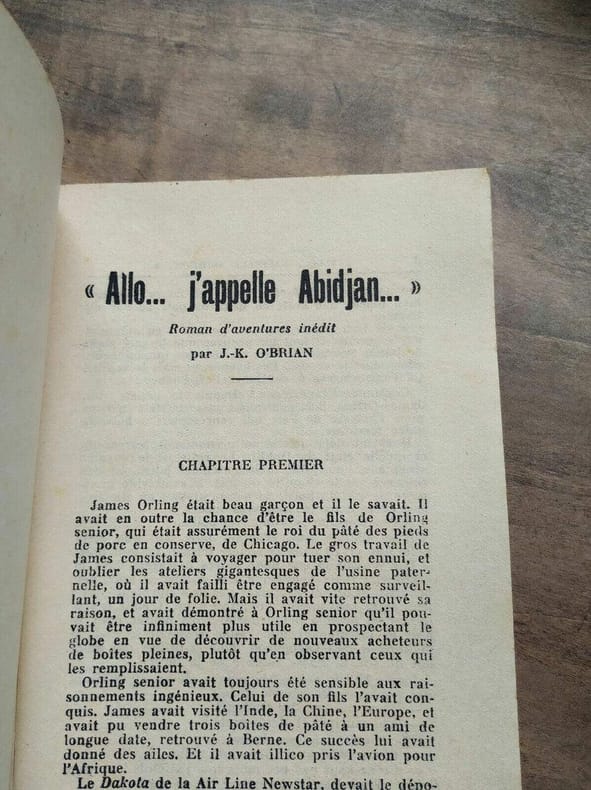 « Allo... j'appelle Abidjan... »
Roman d'aventures inédit
par J.-K. O'BRIAN
CHAPITRE PREMIER
James Orling était beau garçon et il le savait. Il
avait en outre la chance d'être le fils de Orling
senior, qui était assurément le roi du pâté des pieds
de porc en conserve, de Chicago. Le gros travail de
James consistait à voyager pour tuer son ennui, et
oublier les ateliers gigantesques de l'usine pater-
nelle, où il avait failli être engagé comme surveil-
lant, un jour de folie. Mais il avait vite retrouvé sa
raison, et avait démontré à Orling senior qu'il pou-
vait être infiniment plus utile en prospectant le
globe en vue de découvrir de nouveaux acheteurs
de boîtes pleines, plutôt qu'en observant ceux qui
les remplissaient.
Orling senior avait toujours été sensible aux rai-
sonnements ingénieux. Celui de son fils l'avait con-
quis. James avait visité l'Inde, la Chine, l'Europe, et
avait pu vendre trois boîtes de pâté à un ami de
longue date, retrouvé à Berne. Ce succès lui avait
donné des ailes. Et il avait illico pris l'avion pour
l'Afrique.
Le Dakota de la Air Line Newstar, devait le dépo-